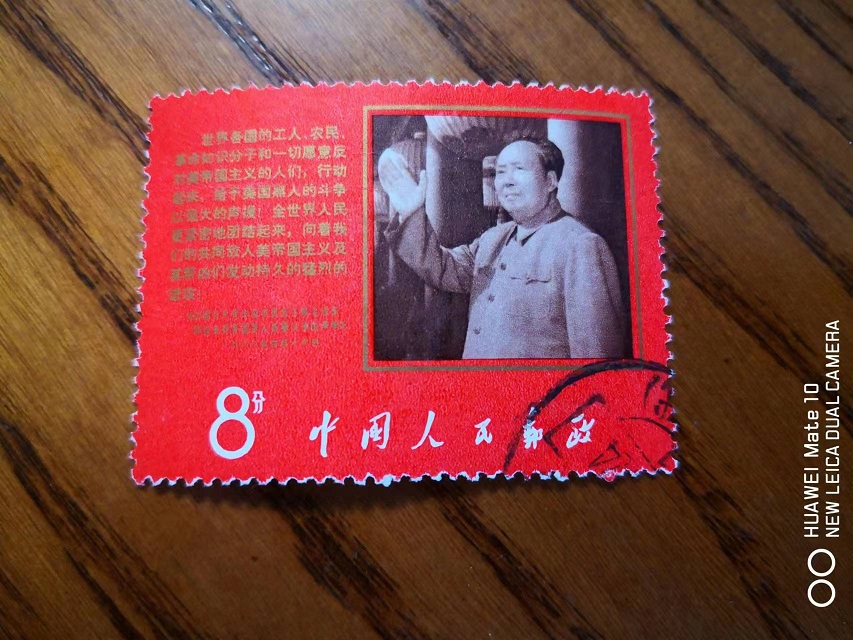 世界各国的工人、农民、
革命知识分子和一切愿意反
对美帝国主义的人们，行动
起来，给予美国黑人的斗争
以强大的声援！全世界人民
更紧密地团结起来，向着我
们的共同敌人美帝国主义及
其帮凶们发动持久的猛烈的
进攻！
8分
中国人民邮政
HUAWEI Mate 10
NEW LEICA DUAL CAMERA